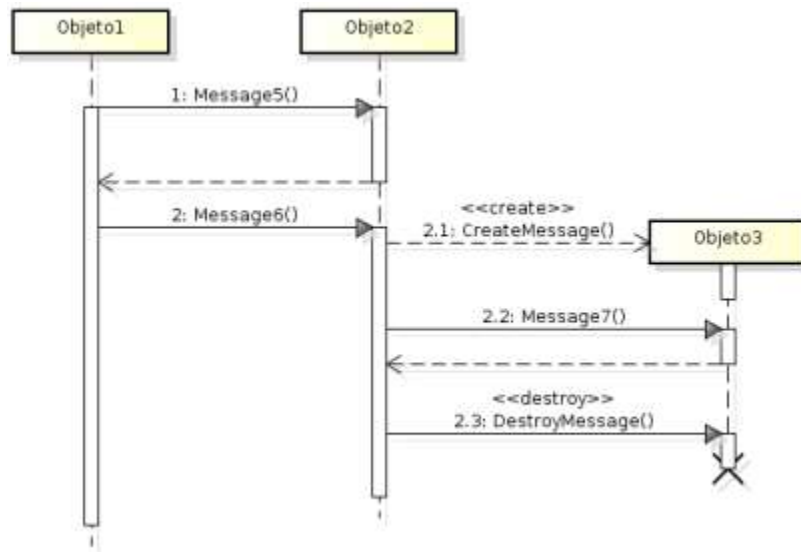 Objeto1
Objeto2
1: Message5()
2: Message6()
<<create>>
2.1: CreateMessage()
Objeto3
2.2: Message7()
<<destroy>>
2.3: DestroyMessage()